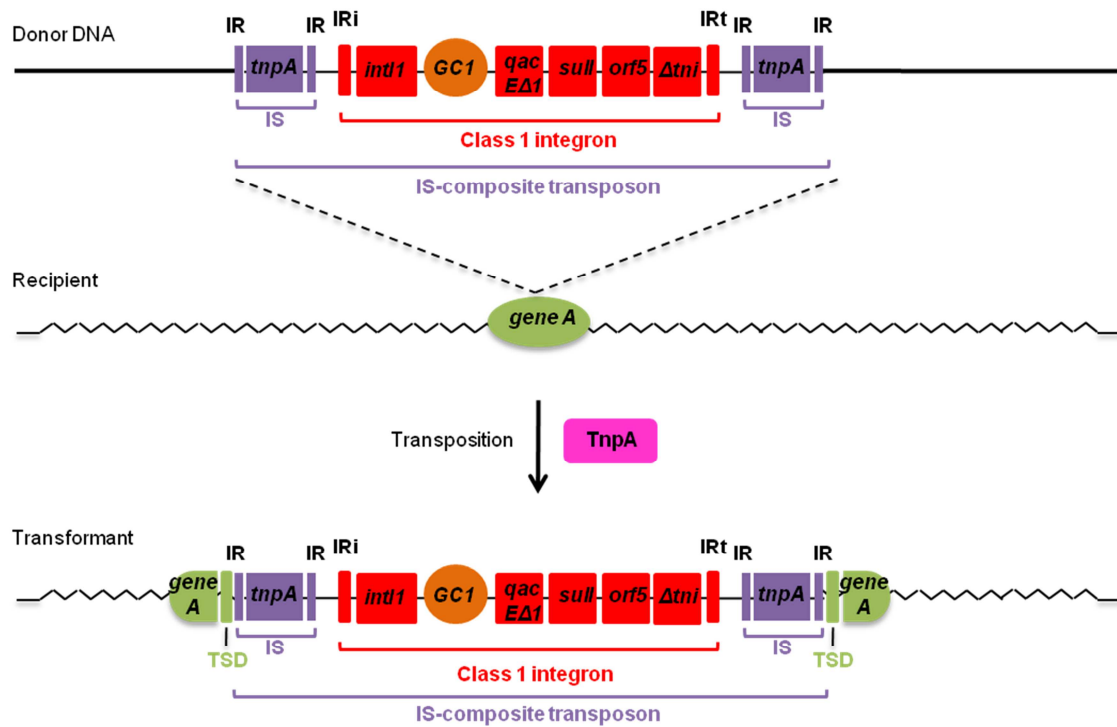 IR IR IRi IRt IR IR
Donor DNA
tnpA intI1 GC1 qac EΔ1 sulI orf5 Δtni tnpA
IS IS
Class 1 integron
IS-composite transposon
Recipient
gene A
Transposition TnpA
Transformant
IR IR IRi IRt IR IR
gene A tnpA intI1 GC1 qac EΔ1 sulI orf5 Δtni tnpA gene A
IS IS
TSD TSD
Class 1 integron
IS-composite transposon